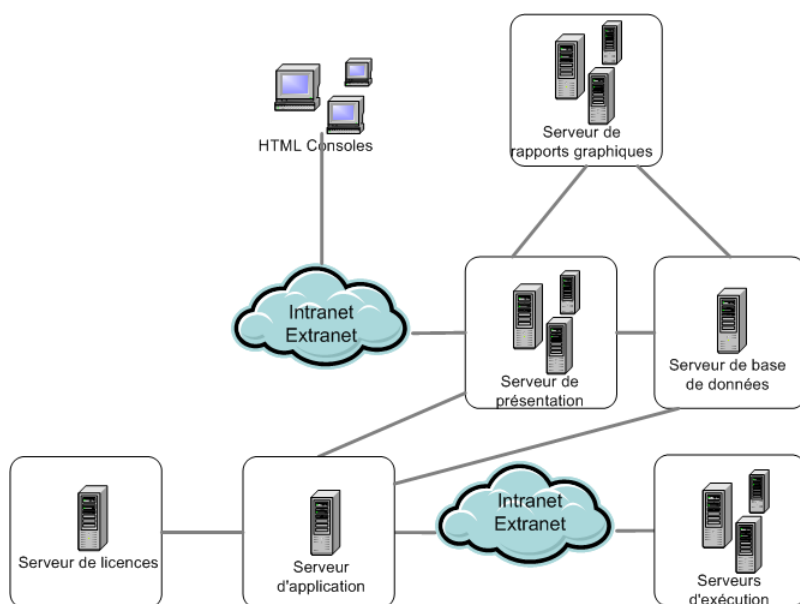 Serveur de
rapports graphiques
HTML Consoles
Intranet
Extranet
Serveur de
présentation
Serveur de base
de données
Serveur de licences
Serveur
d'application
Intranet
Extranet
Serveurs
d'exécution